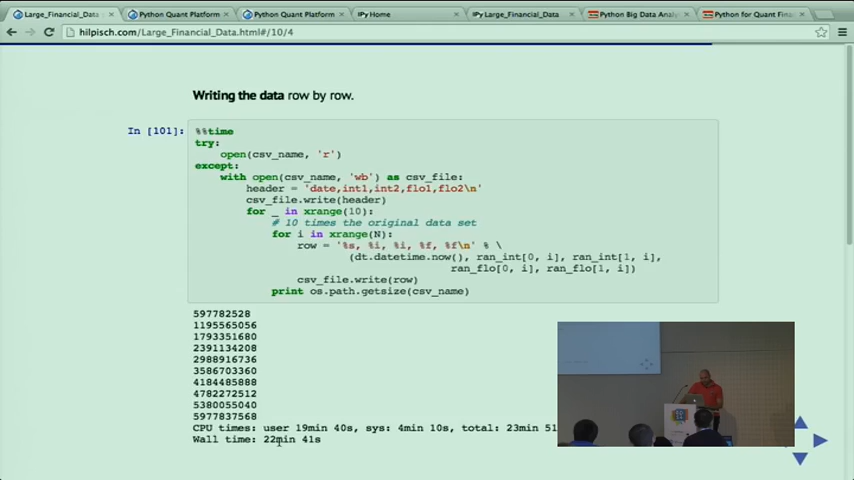 Large_Financial_Data
Python Quant Platform
Python Quant Platform
IPy Home
IPy Large_Financial_Data
Python Big Data Analy
Python for Quant Fina
hilpisch.com/Large_Financial_Data.html#/10/4
Writing the data row by row.
In [101]:
%%time
try:
open(csv_name, 'r')
except:
with open(csv_name, 'wb') as csv_file:
header = 'date,int1,int2,flo1,flo2\n'
csv_file.write(header)
for _ in xrange(10):
# 10 times the original data set
for i in xrange(N):
row = '%s, %i, %i, %f, %f\n' % \
(dt.datetime.now(), ran_int[0, i], ran_int[1, i],
ran_flo[0, i], ran_flo[1, i])
csv_file.write(row)
print os.path.getsize(csv_name)
597782528
1195565056
1793351680
2391134208
2988916736
3586703360
4184485888
4782272512
5380055040
5977837568
CPU times: user 19min 40s, sys: 4min 10s, total: 23min 51
Wall time: 22min 41s